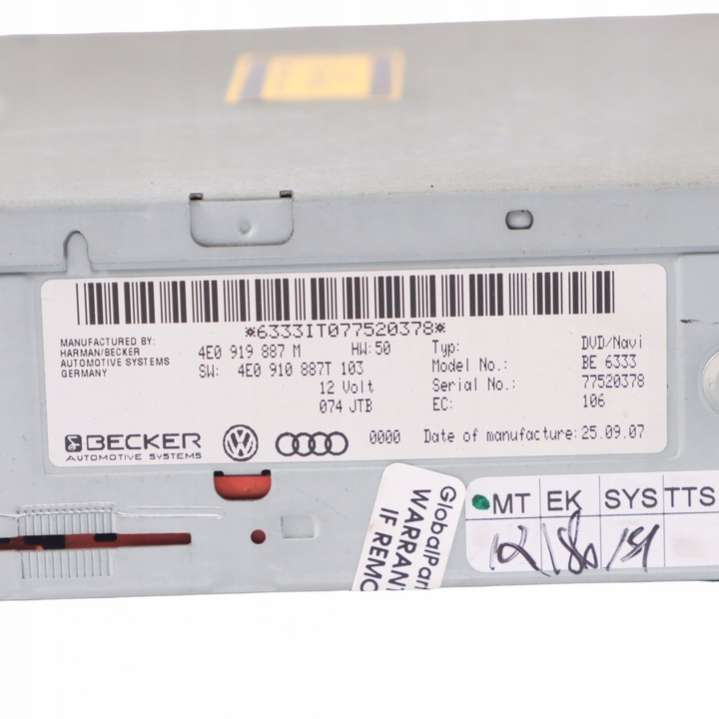 *6333IT077520378*
MANUFACTURED BY:
HARMAN/BECKER
AUTOMOTIVE SYSTEMS
GERMANY
4E0 919 887 M HW:50
SW: 4E0 910 887T 103
12 Volt
074 JTB
Typ: DVD/Navi
Model No.: BE 6333
Serial No.: 77520378
EC: 106
BECKER
AUTOMOTIVE SYSTEMS
0000 Date of manufacture: 25.09.07
GlobalPar
WARRANT
IF REMO
MT EK SYS TTS